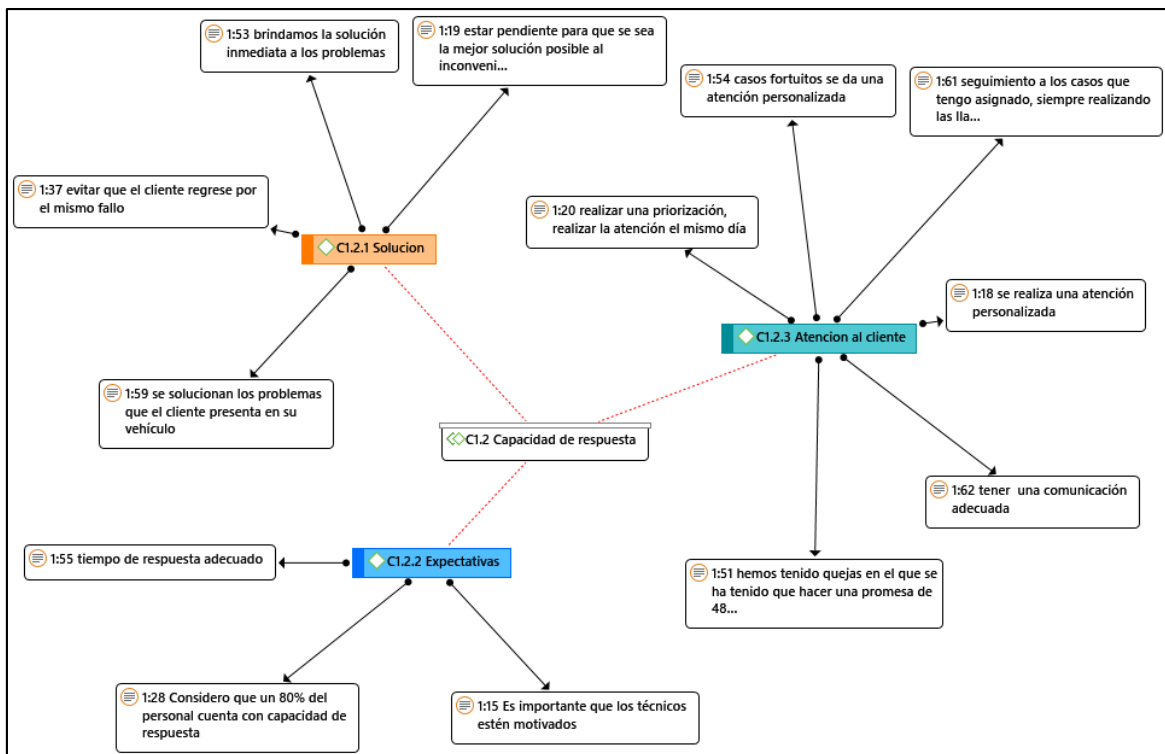 1:53 brindamos la solución
inmediata a los problemas
1:19 estar pendiente para que se sea
la mejor solución posible al
inconveni...
1:54 casos fortuitos se da una
atención personalizada
1:61 seguimiento a los casos que
tengo asignado, siempre realizando
las lla...
1:37 evitar que el cliente regrese por
el mismo fallo
1:20 realizar una priorización,
realizar la atención el mismo día
C1.2.1 Solucion
1:18 se realiza una atención
personalizada
C1.2.3 Atencion al cliente
1:59 se solucionan los problemas
que el cliente presenta en su
vehículo
C1.2 Capacidad de respuesta
1:62 tener  una comunicación
adecuada
1:55 tiempo de respuesta adecuado
C1.2.2 Expectativas
1:51 hemos tenido quejas en el que se
ha tenido que hacer una promesa de
48...
1:28 Considero que un 80% del
personal cuenta con capacidad de
respuesta
1:15 Es importante que los técnicos
estén motivados